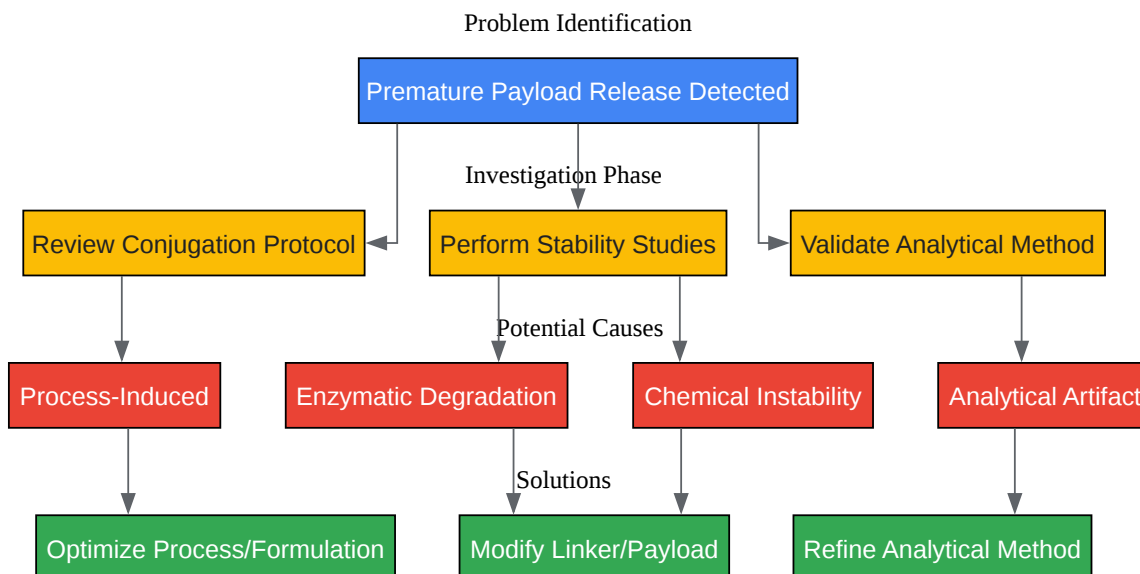 Problem Identification
Premature Payload Release Detected
Investigation Phase
Review Conjugation Protocol
Perform Stability Studies
Validate Analytical Method
Potential Causes
Process-Induced
Enzymatic Degradation
Chemical Instability
Analytical Artifact
Solutions
Optimize Process/Formulation
Modify Linker/Payload
Refine Analytical Method